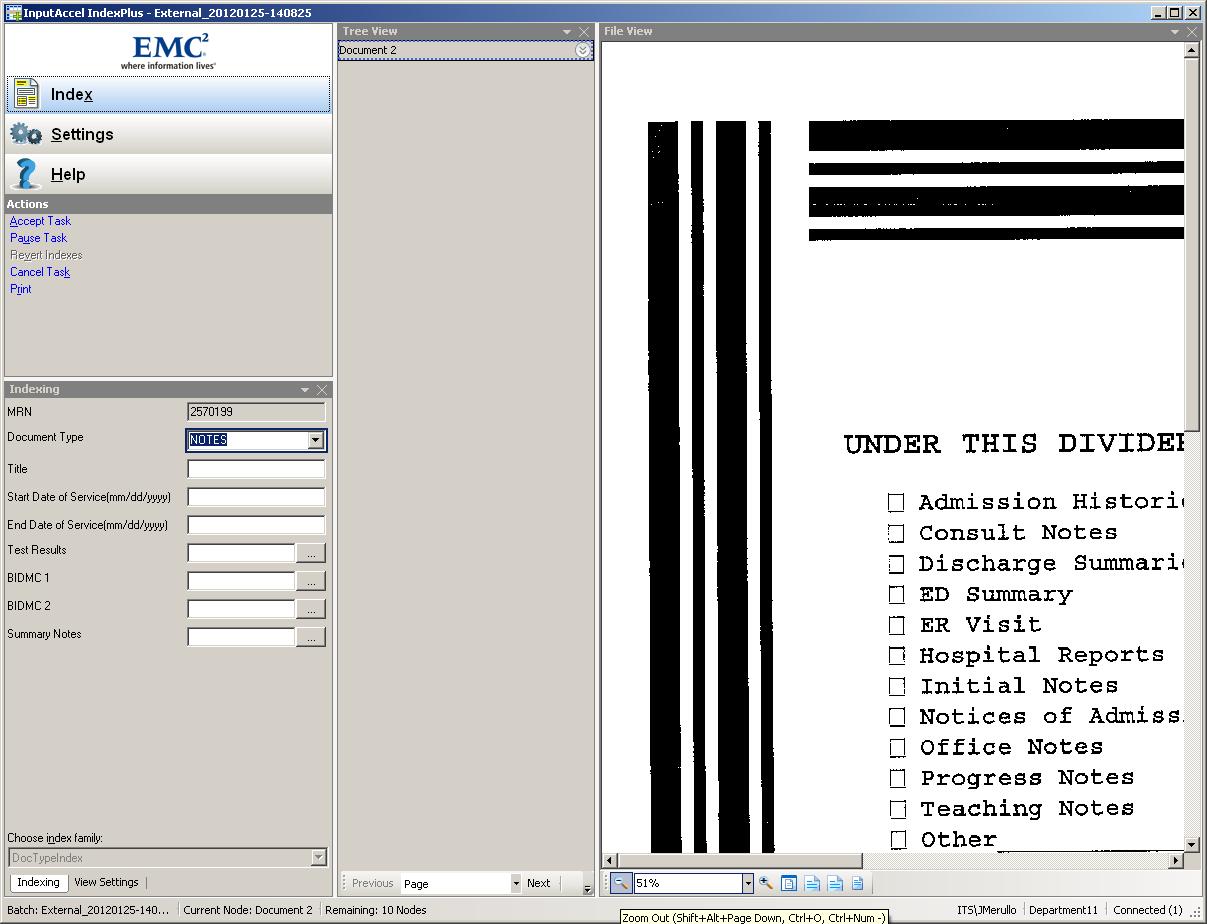 InputAccel IndexPlus - External_20120125-140825
EMC²
where information lives®
Index
Settings
Help
Actions
Accept Task
Pause Task
Revert Indexes
Cancel Task
Print
Indexing
MRN 2570199
Document Type NOTES
Title
Start Date of Service(mm/dd/yyyy)
End Date of Service(mm/dd/yyyy)
Test Results ...
BIDMC 1 ...
BIDMC 2 ...
Summary Notes ...
Choose index family:
DocTypeIndex
Indexing View Settings
Tree View
Document 2
Previous Page Next
File View
UNDER THIS DIVIDER
Admission Histori
Consult Notes
Discharge Summari
ED Summary
ER Visit
Hospital Reports
Initial Notes
Notices of Admiss
Office Notes
Progress Notes
Teaching Notes
Other
51%
Batch: External_20120125-140... Current Node: Document 2 Remaining: 10 Nodes
Zoom Out (Shift+Alt+Page Down, Ctrl+O, Ctrl+Num -)
ITS\JMerullo Department11 Connected (1)